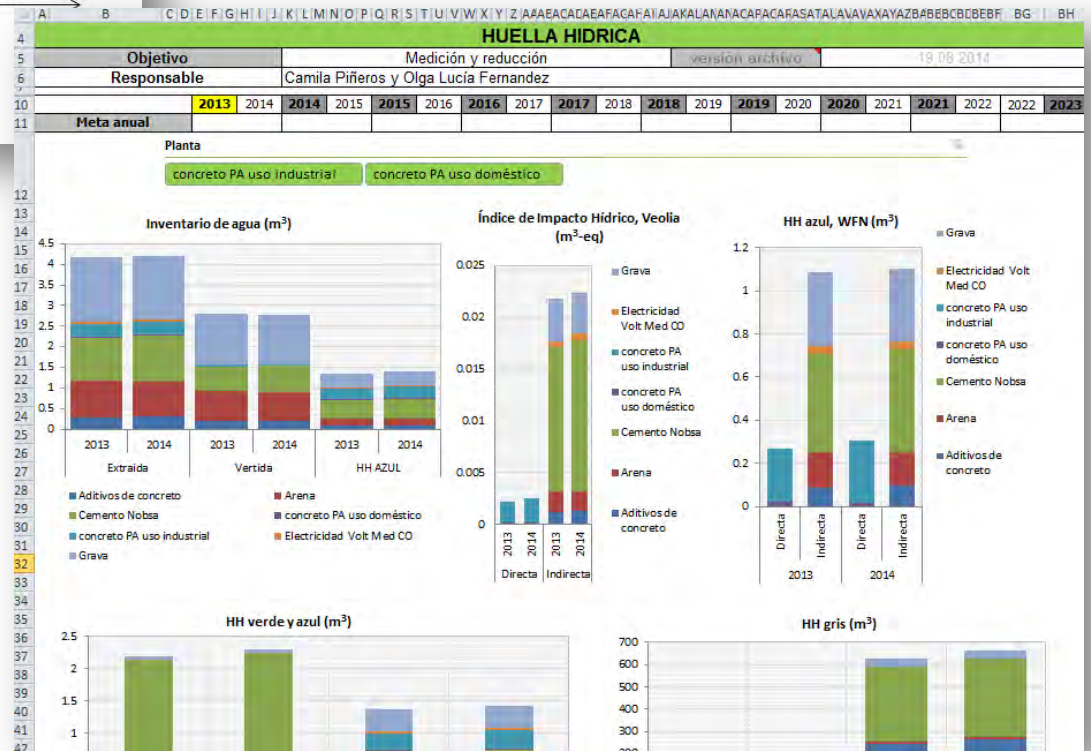 HUELLA HIDRICA
Objetivo Medición y reducción versión archivo 19 08 2014
Responsable Camila Piñeros y Olga Lucía Fernandez
2013 2014 2014 2015 2015 2016 2016 2017 2017 2018 2018 2019 2019 2020 2020 2021 2021 2022 2022 2023
Meta anual
Planta
concreto PA uso industrial concreto PA uso doméstico
Inventario de agua (m³)
4.5
4
3.5
3
2.5
2
1.5
1
0.5
0
2013 2014 2013 2014 2013 2014
Extraida Vertida HH AZUL
Aditivos de concreto Arena
Cemento Nobsa concreto PA uso doméstico
concreto PA uso industrial Electricidad Volt Med CO
Grava
Índice de Impacto Hídrico, Veolia
(m³-eq)
0.025
0.02
0.015
0.01
0.005
0
2013 2014 2013 2014
Directa Indirecta
Grava
Electricidad
Volt Med CO
concreto PA
uso industrial
concreto PA
uso doméstico
Cemento Nobsa
Arena
Aditivos de
concreto
HH azul, WFN (m³)
1.2
1
0.8
0.6
0.4
0.2
0
Directa Indirecta Directa Indirecta
2013 2014
Grava
Electricidad Volt
Med CO
concreto PA uso
industrial
concreto PA uso
doméstico
Cemento Nobsa
Arena
Aditivos de
concreto
HH verde y azul (m³)
2.5
2
1.5
1
HH gris (m³)
700
600
500
400
300